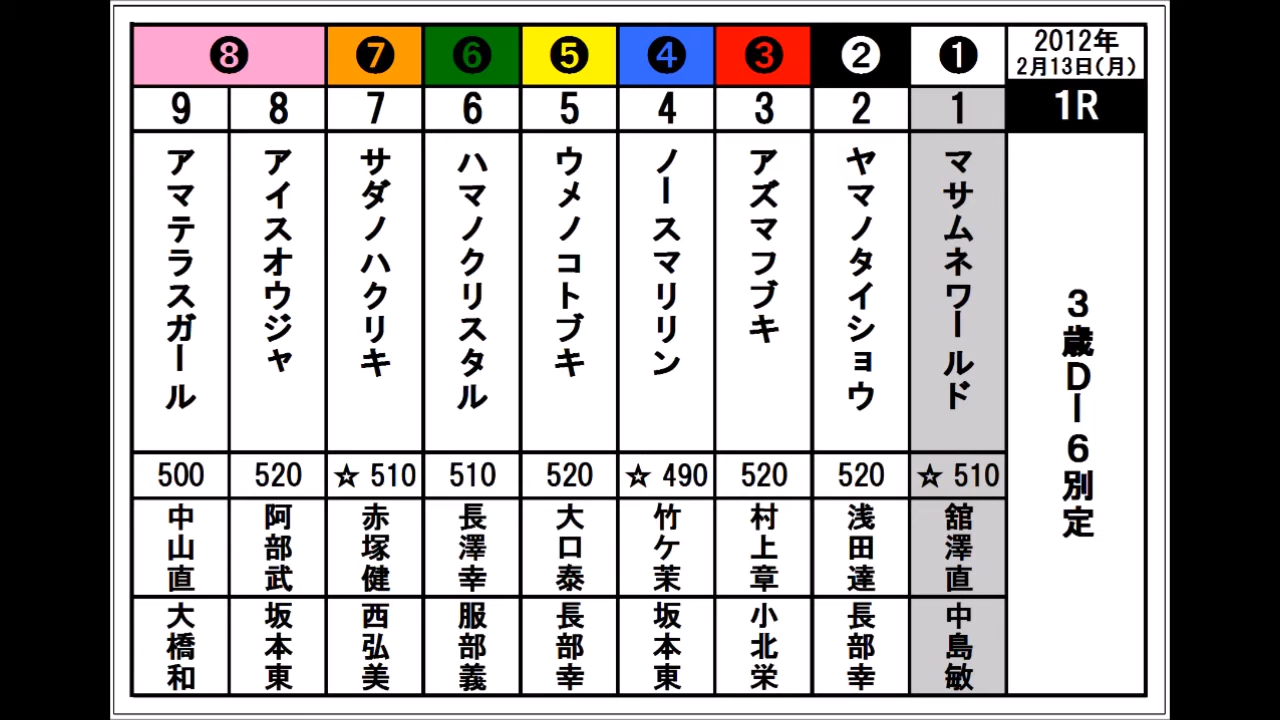 2012年
2月13日(月)
1R
3歳Dー6別定
❶
1
マサムネワールド
☆ 510
舘澤直
中島敏
❷
2
ヤマノタイショウ
520
浅田達
長部幸
❸
3
アズマフブキ
520
村上章
小北栄
❹
4
ノースマリリン
☆ 490
竹ケ茉
坂本東
❺
5
ウメノコトブキ
520
大口泰
長部幸
❻
6
ハマノクリスタル
510
長澤幸
服部義
❼
7
サダノハクリキ
☆ 510
赤塚健
西弘美
❽
8
アイスオウジャ
520
阿部武
坂本東
9
アマテラスガール
500
中山直
大橋和